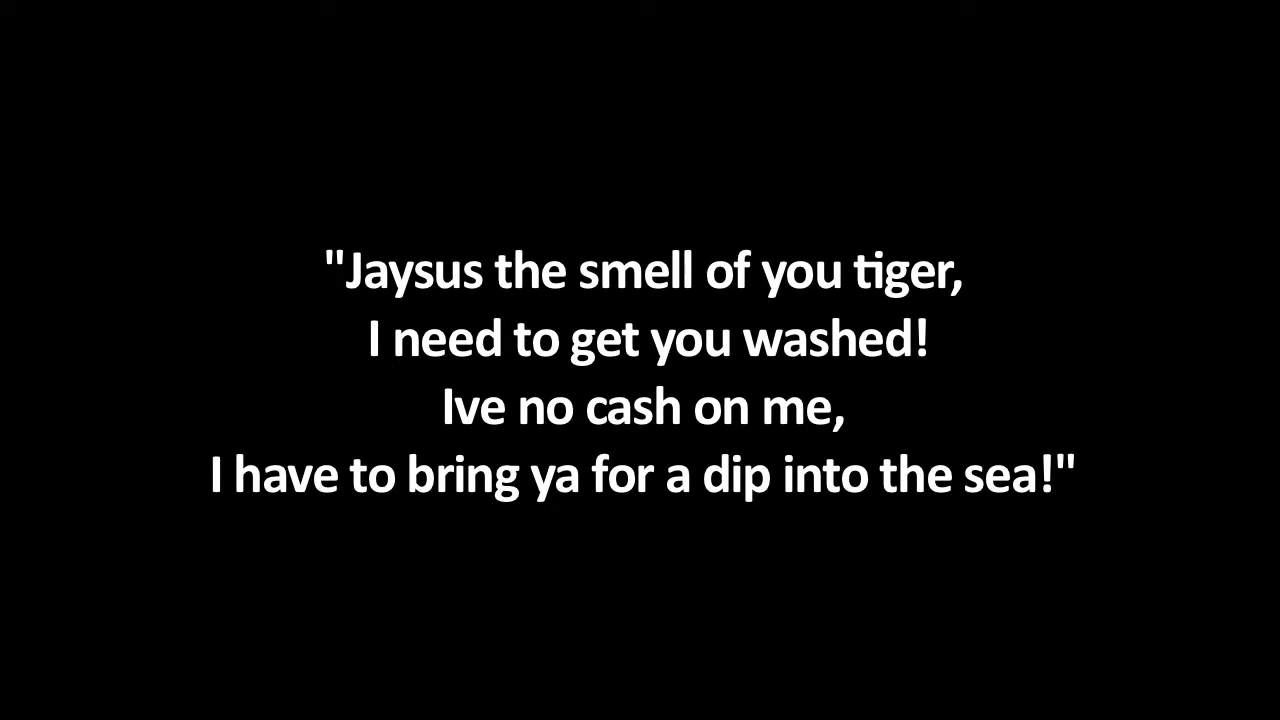 "Jaysus the smell of you tiger,
I need to get you washed!
Ive no cash on me,
I have to bring ya for a dip into the sea!"